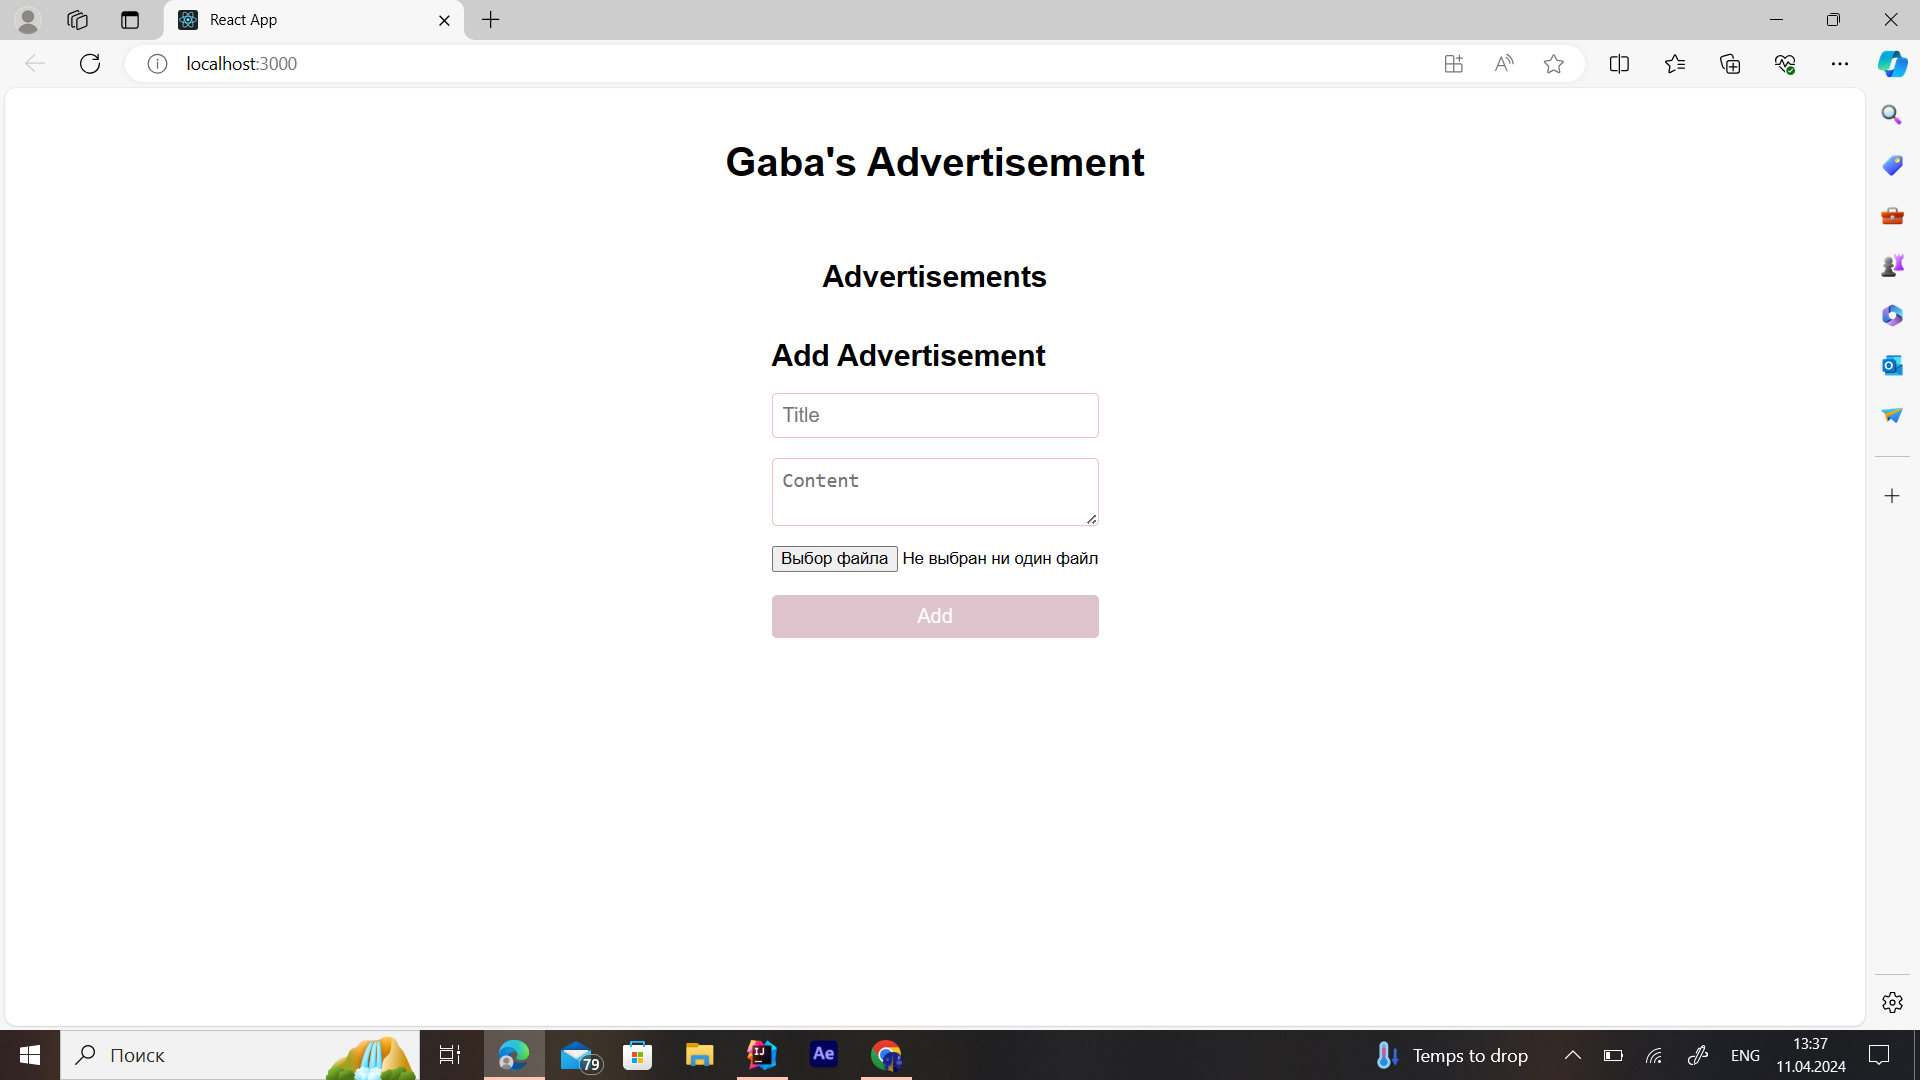 React App
localhost:3000
Gaba's Advertisement
Advertisements
Add Advertisement
Title
Content
Выбор файла Не выбран ни один файл
Add
Поиск
79
Ae
Temps to drop
ENG
13:37
11.04.2024